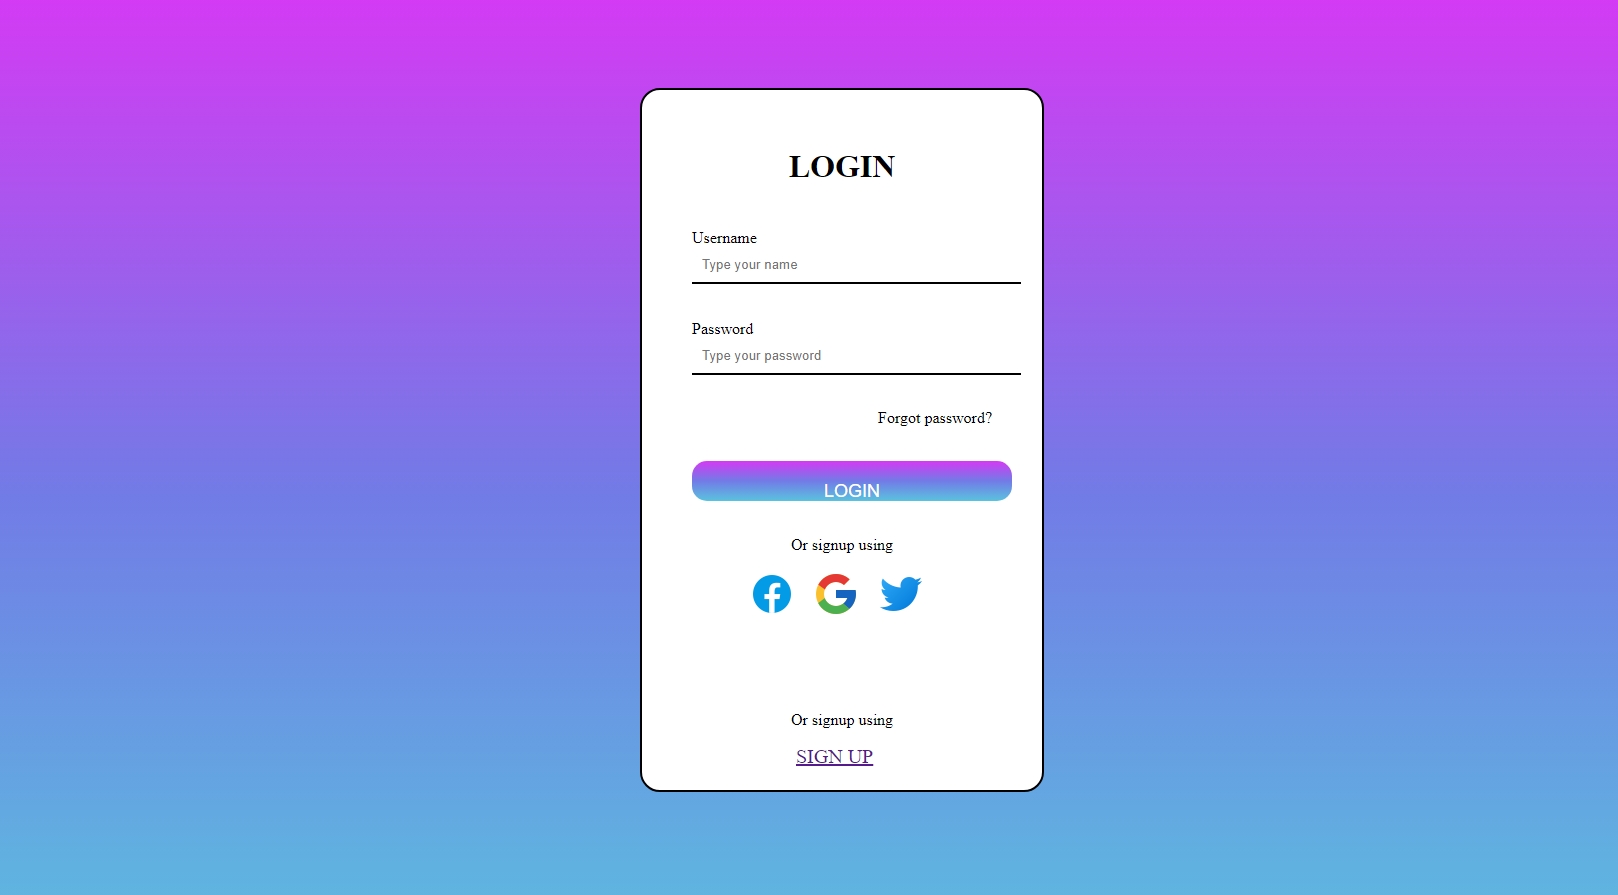 LOGIN
Username
Type your name
Password
Type your password
Forgot password?
LOGIN
Or signup using
Or signup using
SIGN UP